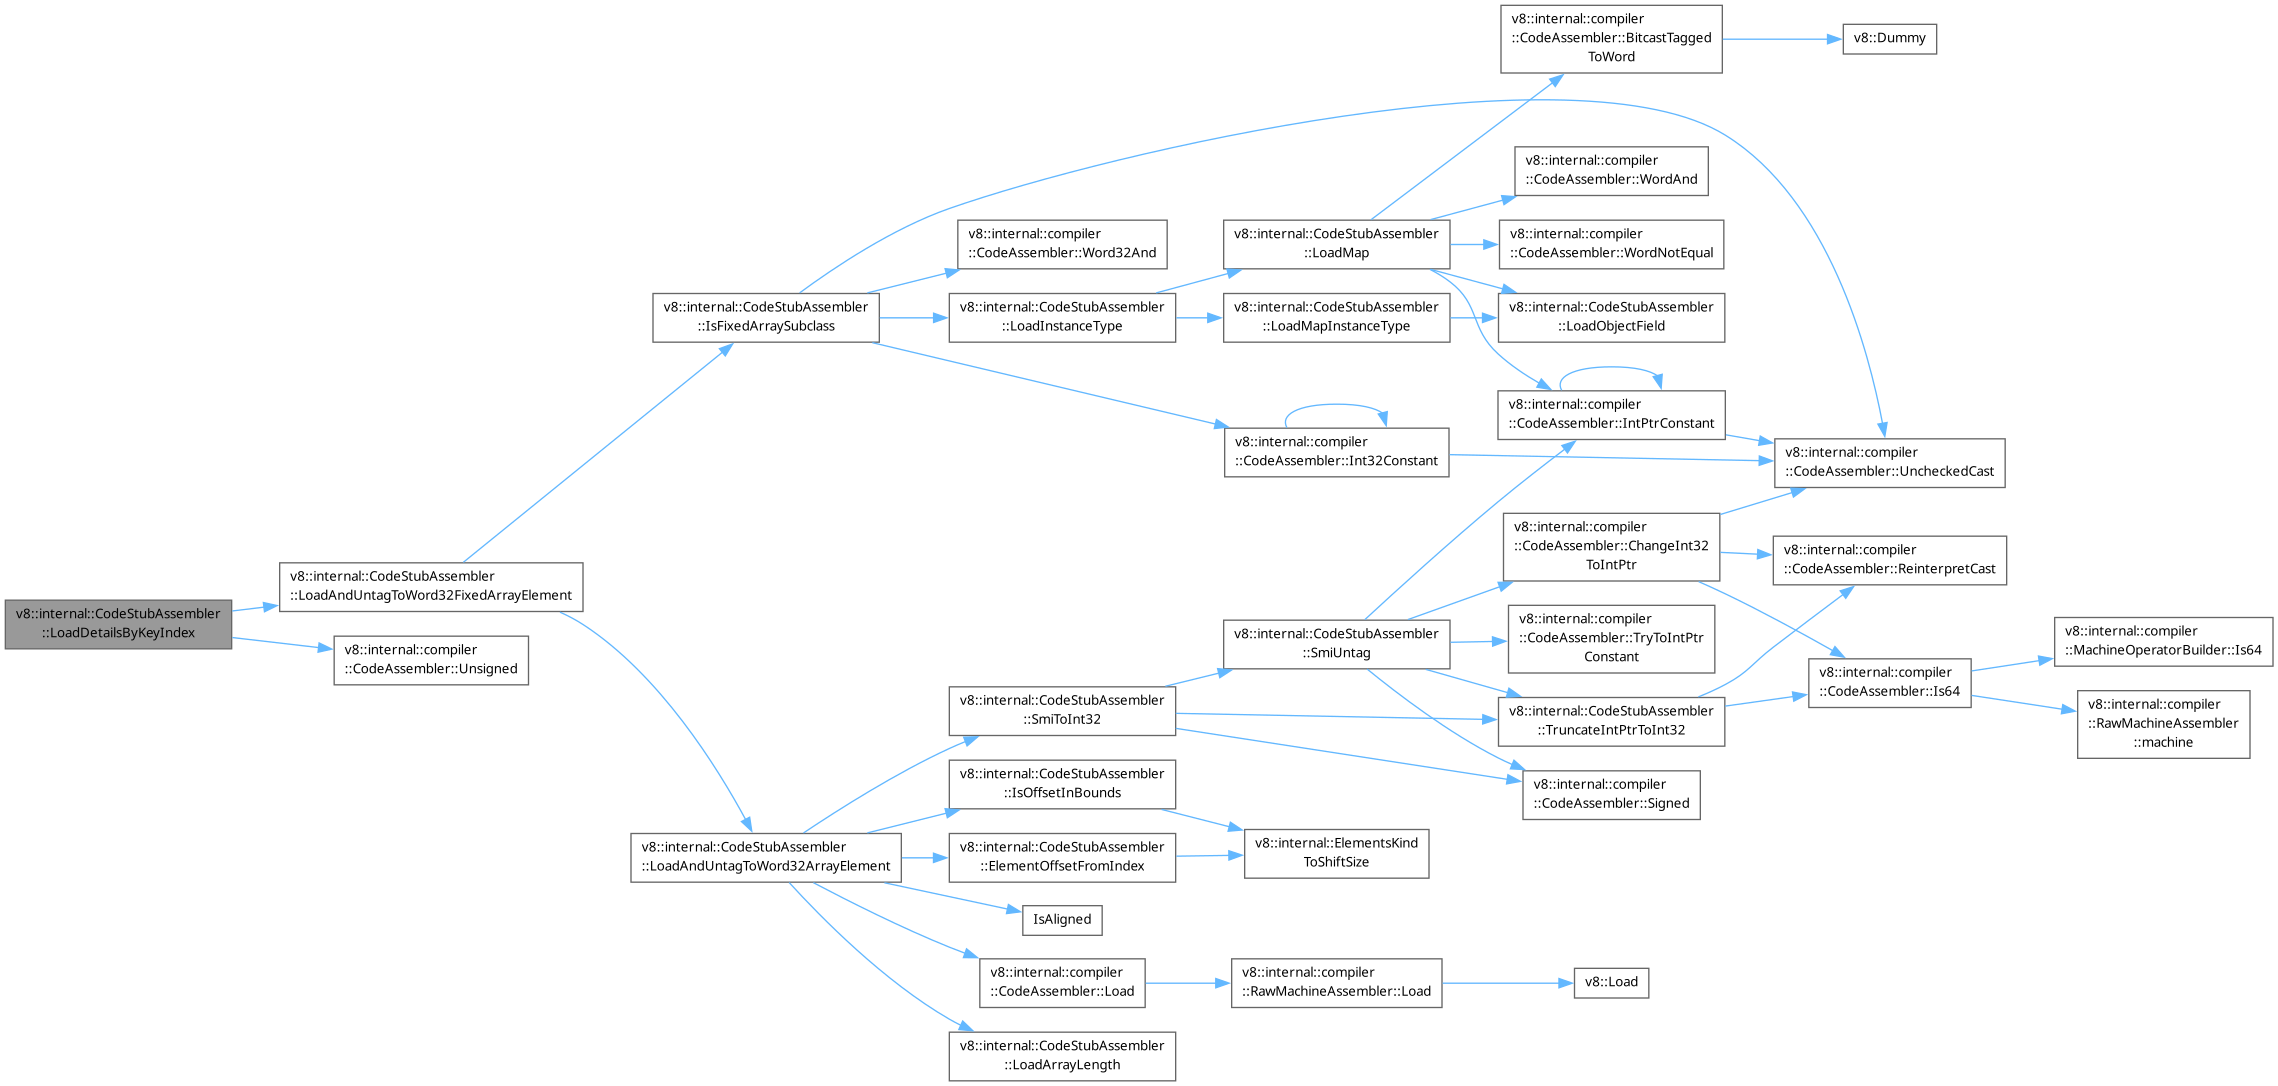 v8::internal::CodeStubAssembler
::LoadDetailsByKeyIndex
v8::internal::CodeStubAssembler
::LoadAndUntagToWord32FixedArrayElement
v8::internal::compiler
::CodeAssembler::Unsigned
v8::internal::CodeStubAssembler
::IsFixedArraySubclass
v8::internal::CodeStubAssembler
::LoadAndUntagToWord32ArrayElement
v8::internal::compiler
::CodeAssembler::Word32And
v8::internal::CodeStubAssembler
::LoadInstanceType
v8::internal::CodeStubAssembler
::SmiToInt32
v8::internal::CodeStubAssembler
::IsOffsetInBounds
v8::internal::CodeStubAssembler
::ElementOffsetFromIndex
IsAligned
v8::internal::compiler
::CodeAssembler::Load
v8::internal::CodeStubAssembler
::LoadArrayLength
v8::internal::CodeStubAssembler
::LoadMap
v8::internal::CodeStubAssembler
::LoadMapInstanceType
v8::internal::compiler
::CodeAssembler::Int32Constant
v8::internal::CodeStubAssembler
::SmiUntag
v8::internal::ElementsKind
ToShiftSize
v8::internal::compiler
::RawMachineAssembler::Load
v8::internal::compiler
::CodeAssembler::BitcastTagged
ToWord
v8::internal::compiler
::CodeAssembler::WordAnd
v8::internal::compiler
::CodeAssembler::WordNotEqual
v8::internal::CodeStubAssembler
::LoadObjectField
v8::internal::compiler
::CodeAssembler::IntPtrConstant
v8::internal::compiler
::CodeAssembler::ChangeInt32
ToIntPtr
v8::internal::compiler
::CodeAssembler::TryToIntPtr
Constant
v8::internal::CodeStubAssembler
::TruncateIntPtrToInt32
v8::internal::compiler
::CodeAssembler::Signed
v8::Load
v8::Dummy
v8::internal::compiler
::CodeAssembler::UncheckedCast
v8::internal::compiler
::CodeAssembler::ReinterpretCast
v8::internal::compiler
::CodeAssembler::Is64
v8::internal::compiler
::MachineOperatorBuilder::Is64
v8::internal::compiler
::RawMachineAssembler
::machine